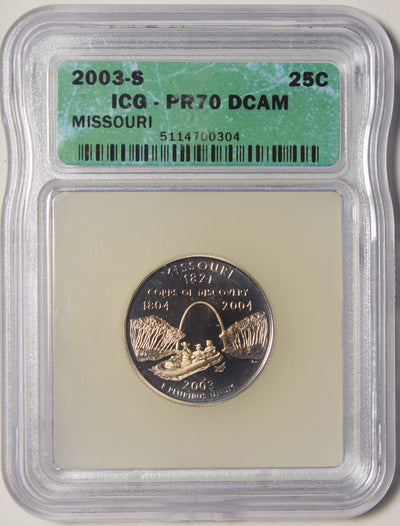 2003-S 25C
ICG - PR70 DCAM
MISSOURI
5114700304
MISSOURI
1821
CORPS OF DISCOVERY
1804 2004
2003
E PLURIBUS UNUM